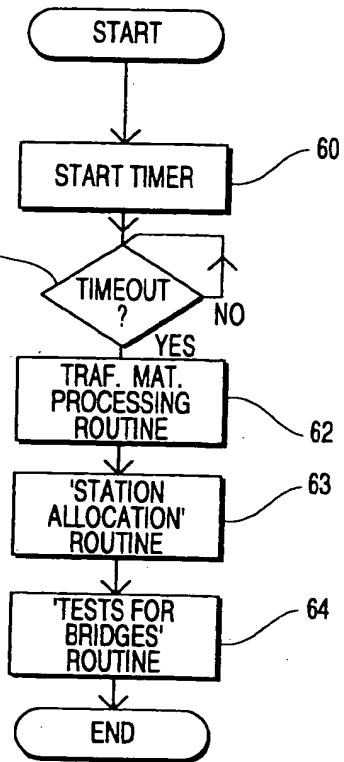 START
START TIMER
60
TIMEOUT
?
NO
YES
TRAF. MAT.
PROCESSING
ROUTINE
62
'STATION
ALLOCATION'
ROUTINE
63
'TESTS FOR
BRIDGES'
ROUTINE
64
END